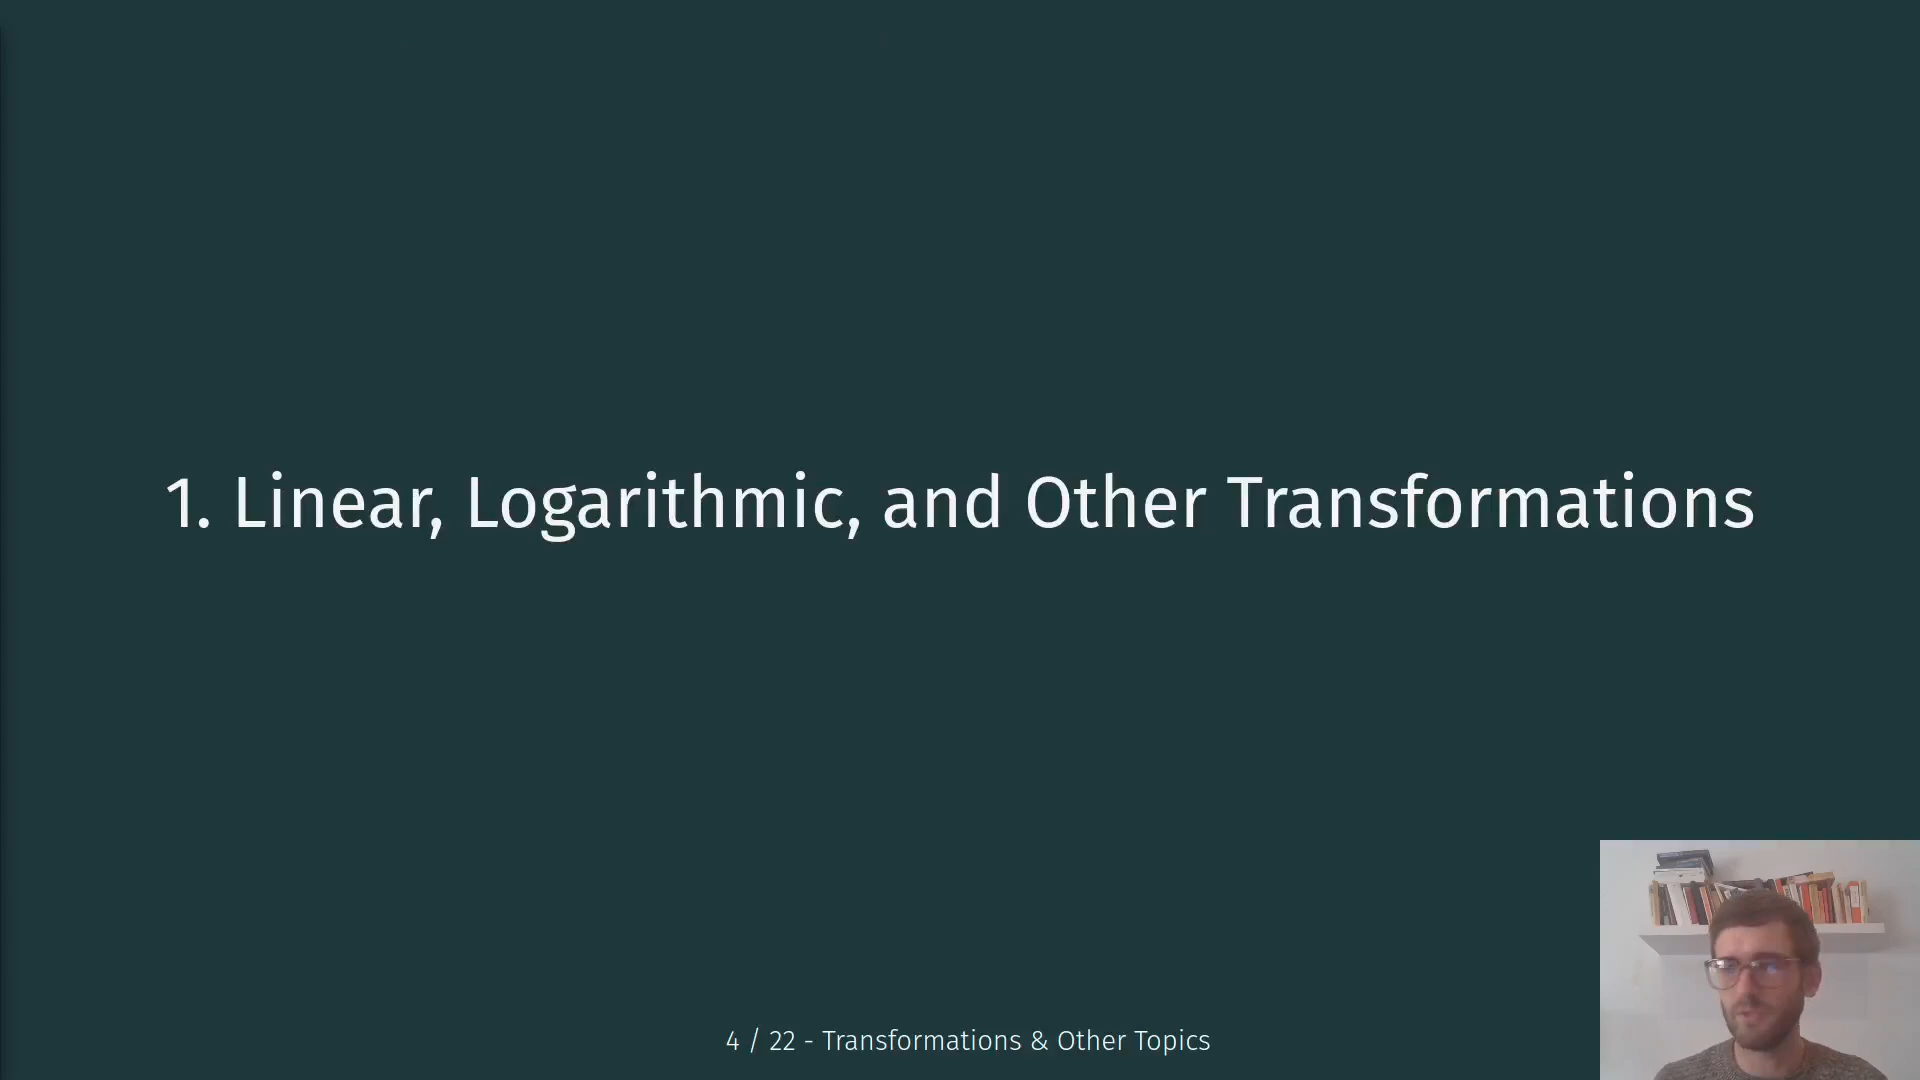 1. Linear, Logarithmic, and Other Transformations
4 / 22 - Transformations & Other Topics